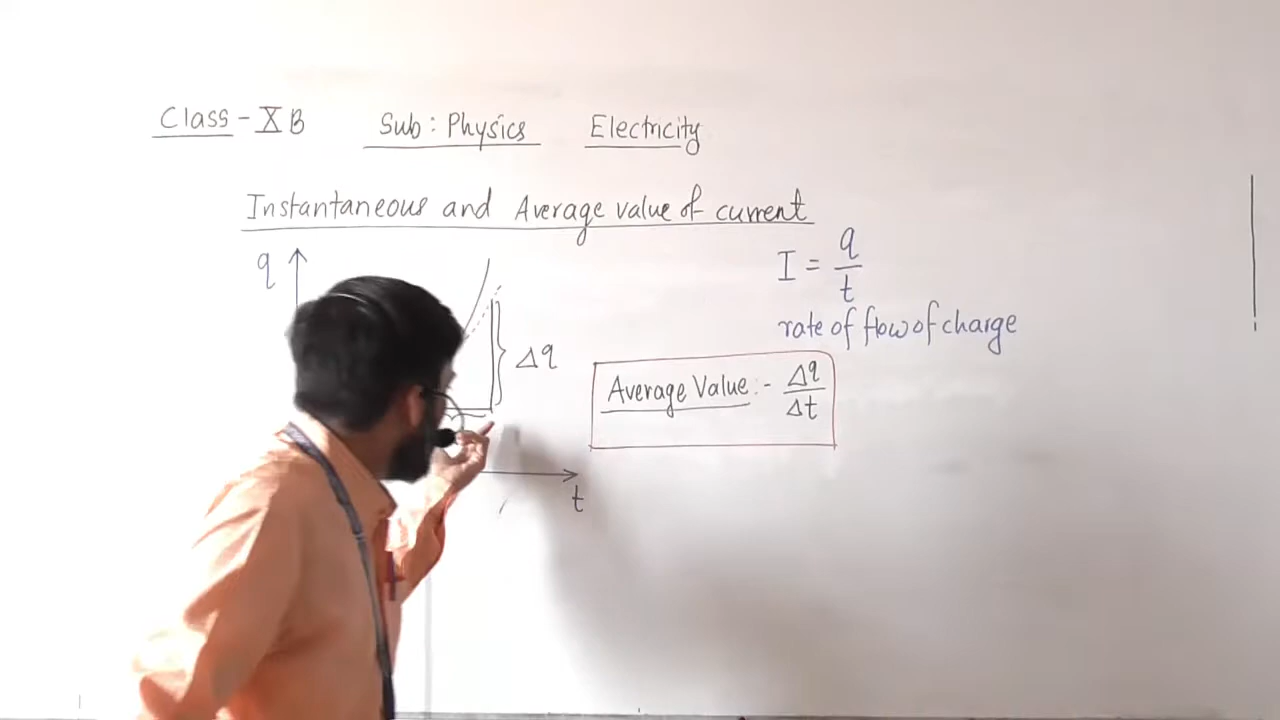 Class - X B Sub : Physics Electricity
Instantaneous and Average value of current
q
I = q/t
rate of flow of charge
Δq
Average Value :- Δq/Δt
t